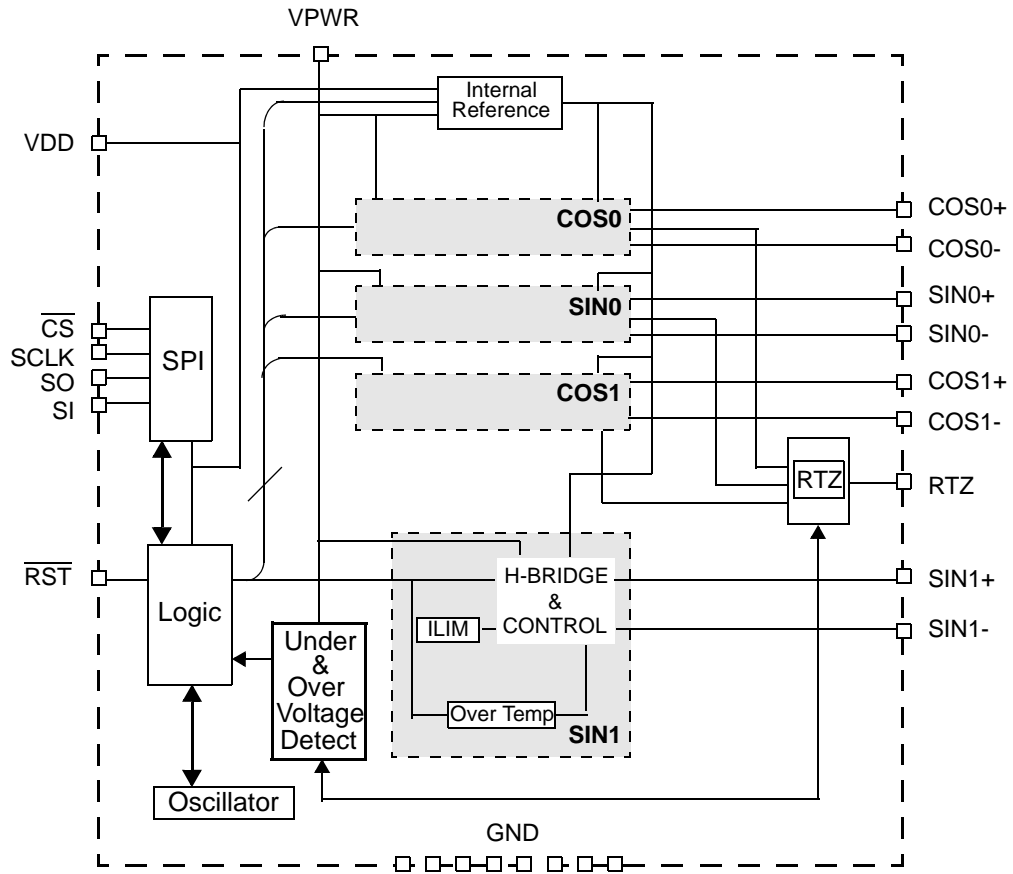 VPWR
Internal
Reference
VDD
COS0
COS0+
COS0-
SIN0
SIN0+
SIN0-
COS1
COS1+
COS1-
CS
SCLK
SO
SI
SPI
RTZ
RTZ
RST
Logic
H-BRIDGE
&
CONTROL
ILIM
Over Temp
SIN1
SIN1+
SIN1-
Under
&
Over
Voltage
Detect
Oscillator
GND